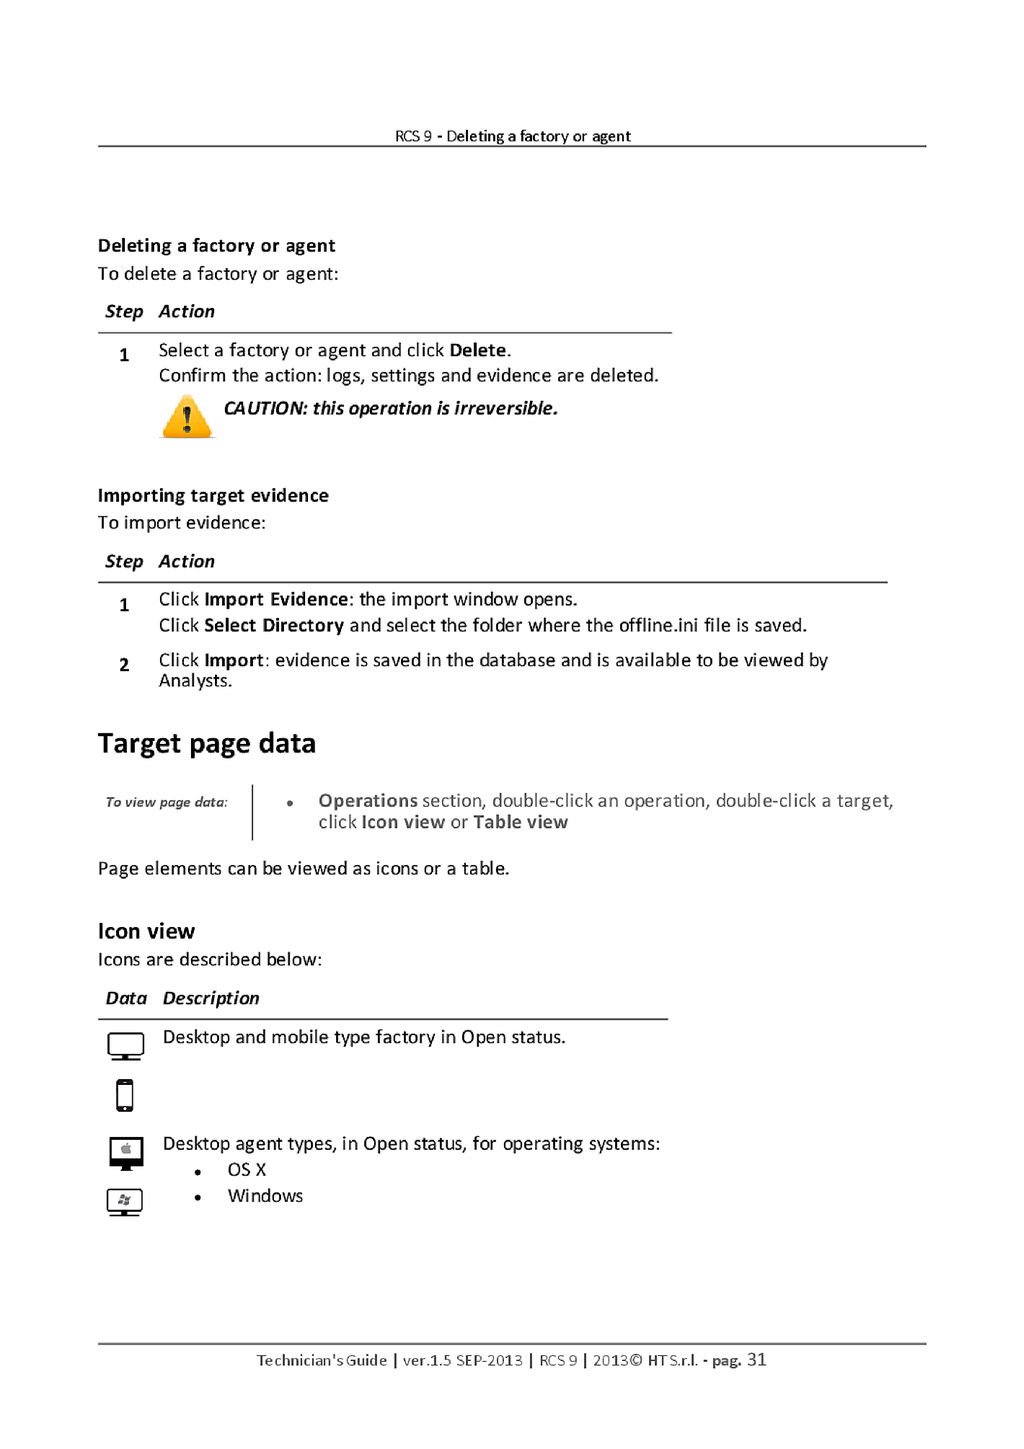 RCS 9 - Deleting a factory or agent
Deleting a factory or agent
To delete a factory or agent:
Step Action
1 Select a factory or agent and click Delete.
Confirm the action: logs, settings and evidence are deleted.
CAUTION: this operation is irreversible.
Importing target evidence
To import evidence:
Step Action
1 Click Import Evidence: the import window opens.
Click Select Directory and select the folder where the offline.ini file is saved.
2 Click Import: evidence is saved in the database and is available to be viewed by
Analysts.
Target page data
To view page data: • Operations section, double-click an operation, double-click a target,
click Icon view or Table view
Page elements can be viewed as icons or a table.
Icon view
Icons are described below:
Data Description
Desktop and mobile type factory in Open status.
Desktop agent types, in Open status, for operating systems:
• OS X
• Windows
Technician's Guide | ver.1.5 SEP-2013 | RCS 9 | 2013© HT S.r.l. - pag. 31